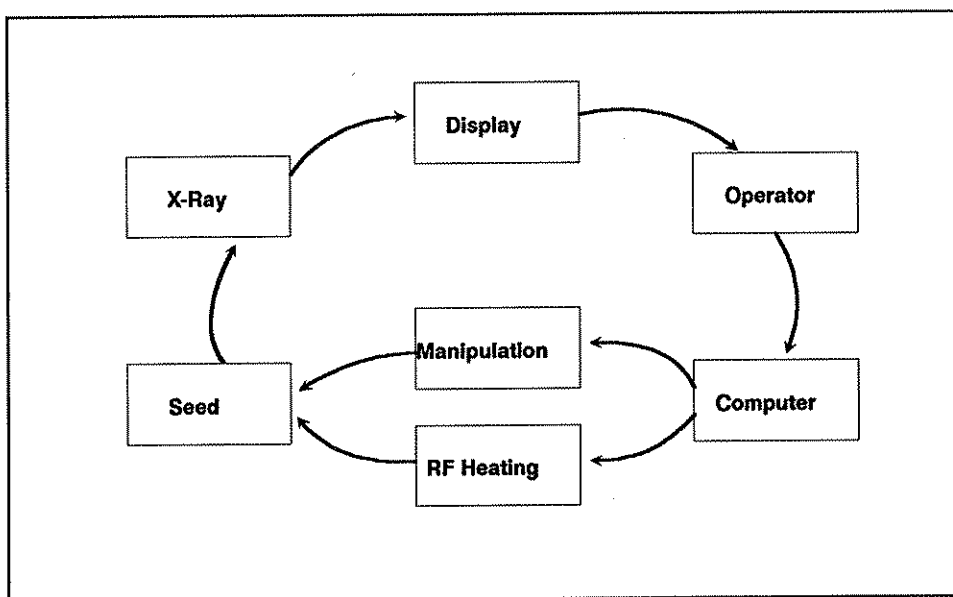 Display
X-Ray
Operator
Manipulation
Seed
Computer
RF Heating